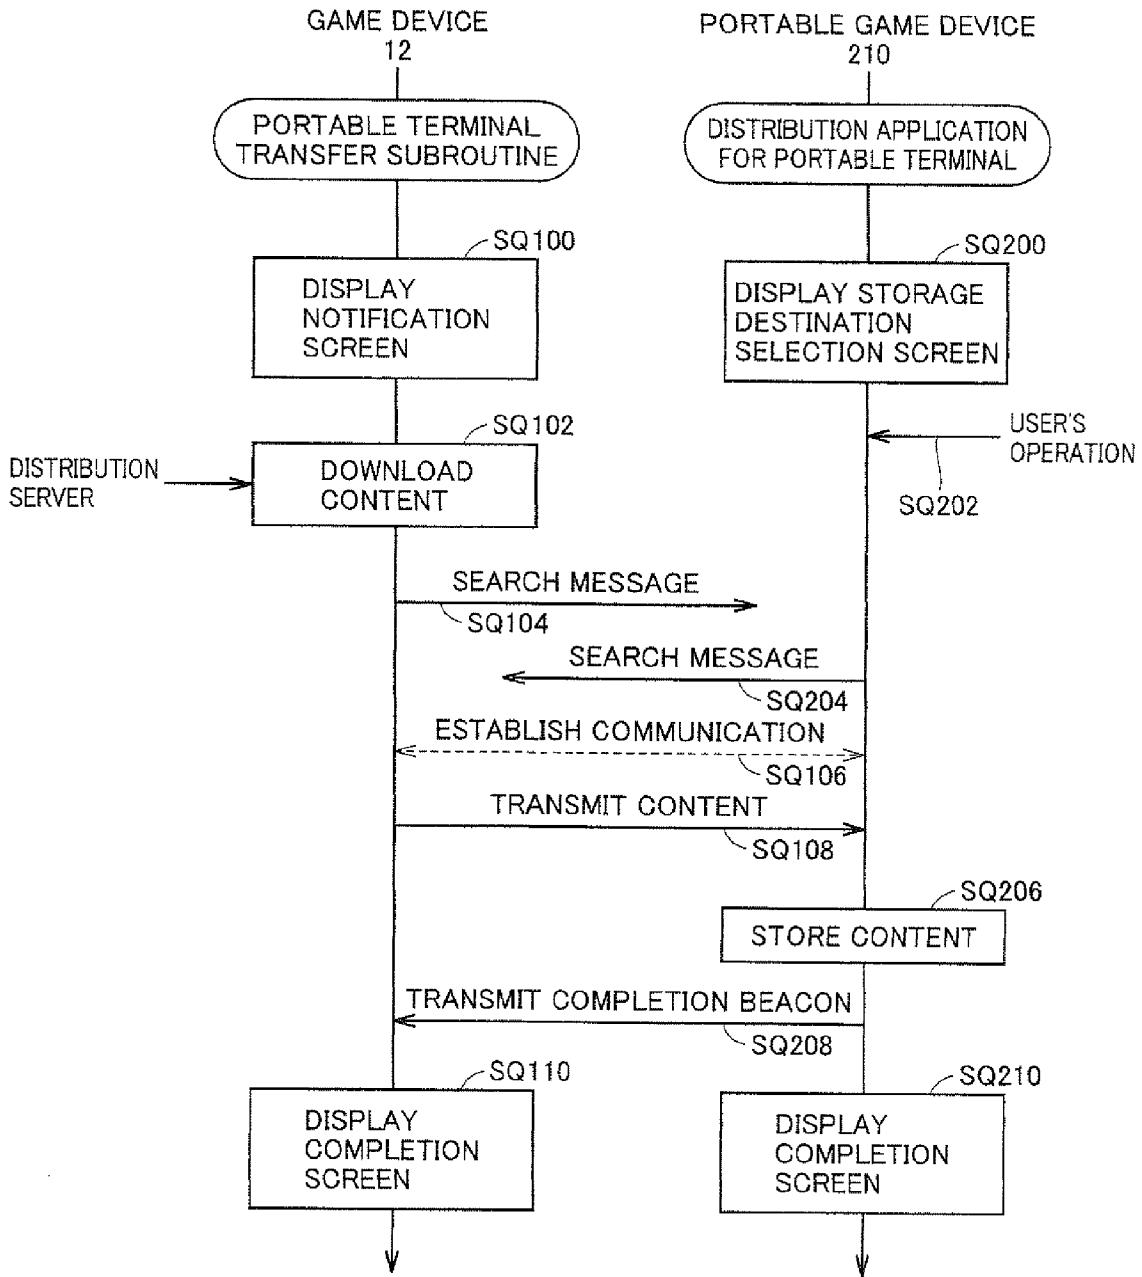 GAME DEVICE
12
PORTABLE GAME DEVICE
210
PORTABLE TERMINAL
TRANSFER SUBROUTINE
DISTRIBUTION APPLICATION
FOR PORTABLE TERMINAL
SQ100
DISPLAY
NOTIFICATION
SCREEN
SQ200
DISPLAY STORAGE
DESTINATION
SELECTION SCREEN
SQ102
DISTRIBUTION
SERVER
DOWNLOAD
CONTENT
USER'S
OPERATION
SQ202
SEARCH MESSAGE
SQ104
SEARCH MESSAGE
SQ204
ESTABLISH COMMUNICATION
SQ106
TRANSMIT CONTENT
SQ108
SQ206
STORE CONTENT
TRANSMIT COMPLETION BEACON
SQ208
SQ110
DISPLAY
COMPLETION
SCREEN
SQ210
DISPLAY
COMPLETION
SCREEN